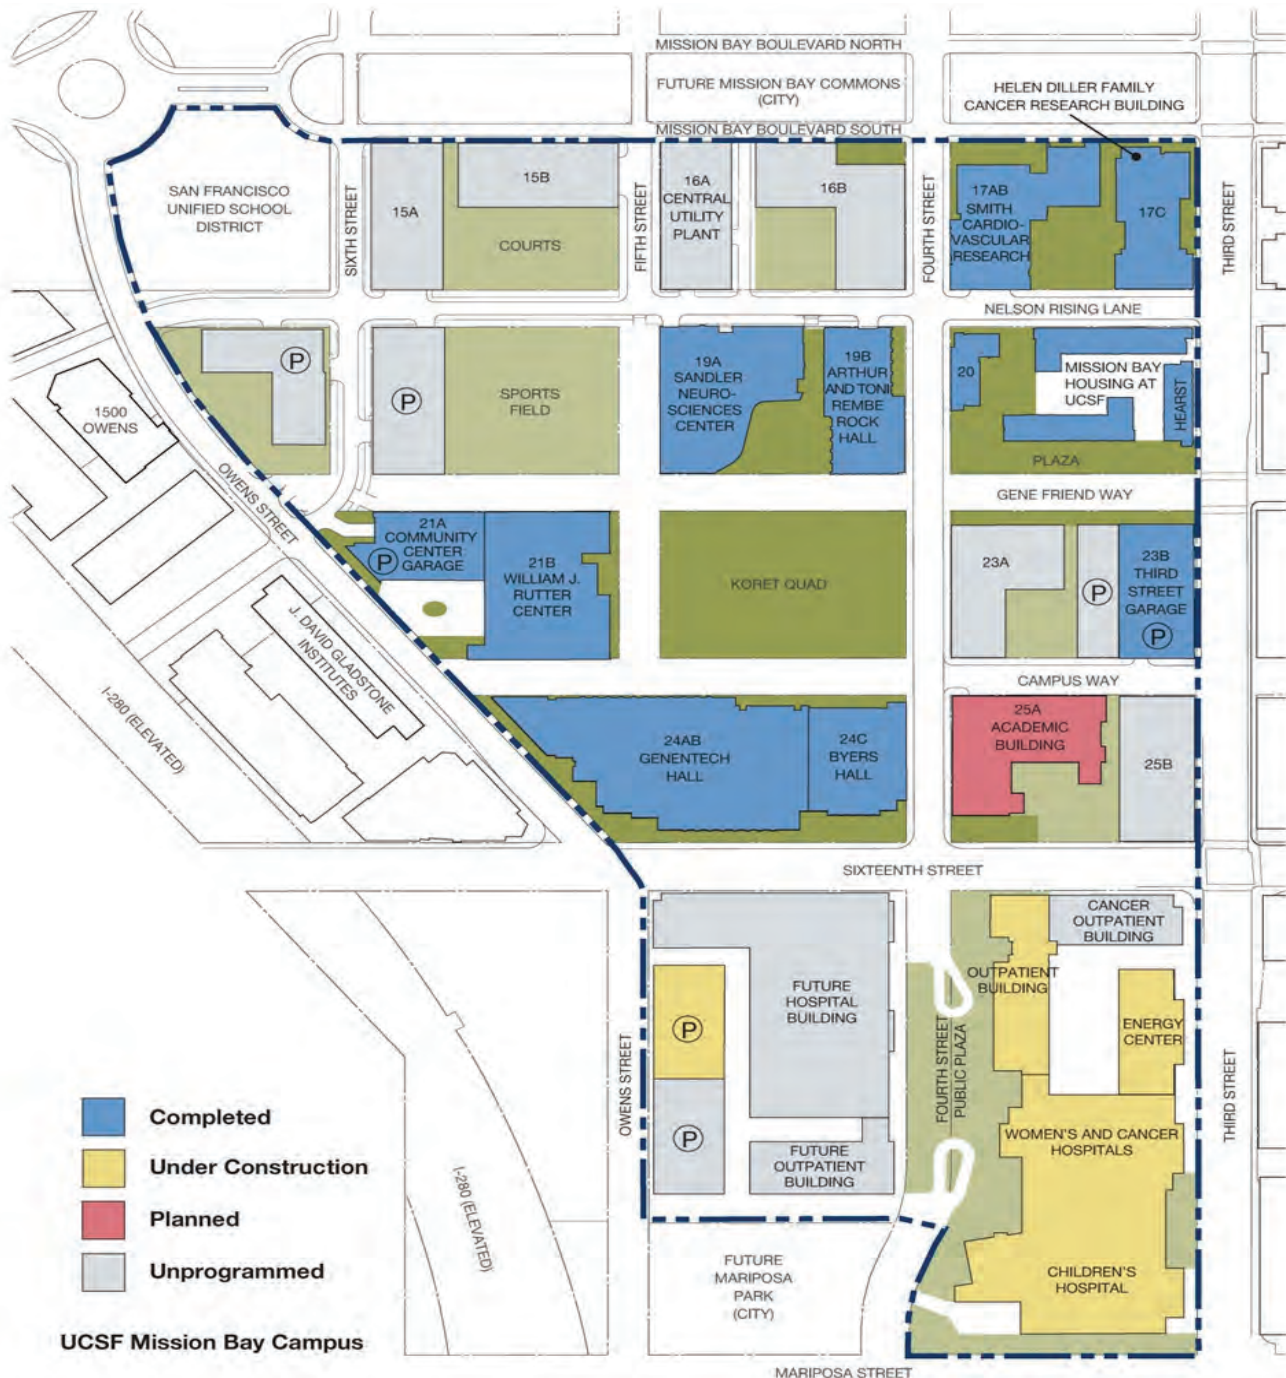 MISSION BAY BOULEVARD NORTH
FUTURE MISSION BAY COMMONS
(CITY)
MISSION BAY BOULEVARD SOUTH
HELEN DILLER FAMILY
CANCER RESEARCH BUILDING
SAN FRANCISCO
UNIFIED SCHOOL
DISTRICT
SIXTH STREET
15A
15B
COURTS
FIFTH STREET
16A
CENTRAL
UTILITY
PLANT
16B
FOURTH STREET
17AB
SMITH
CARDIO-
VASCULAR
RESEARCH
17C
THIRD STREET
NELSON RISING LANE
P
P
SPORTS
FIELD
19A
SANDLER
NEURO-
SCIENCES
CENTER
19B
ARTHUR
AND TONI
REMBE
ROCK
HALL
20
MISSION BAY
HOUSING AT
UCSF
HEARST
PLAZA
1500
OWENS
OWENS STREET
GENE FRIEND WAY
21A
COMMUNITY
CENTER
GARAGE
P
21B
WILLIAM J.
RUTTER
CENTER
KORET QUAD
23A
P
23B
THIRD
STREET
GARAGE
P
J. DAVID GLADSTONE
INSTITUTES
I-280 (ELEVATED)
CAMPUS WAY
24AB
GENENTECH
HALL
24C
BYERS
HALL
25A
ACADEMIC
BUILDING
25B
SIXTEENTH STREET
OWENS STREET
P
P
FUTURE
HOSPITAL
BUILDING
FUTURE
OUTPATIENT
BUILDING
FOURTH STREET
PUBLIC PLAZA
OUTPATIENT
BUILDING
CANCER
OUTPATIENT
BUILDING
ENERGY
CENTER
WOMEN'S AND CANCER
HOSPITALS
CHILDREN'S
HOSPITAL
THIRD STREET
I-280 (ELEVATED)
FUTURE
MARIPOSA
PARK
(CITY)
MARIPOSA STREET
Completed
Under Construction
Planned
Unprogrammed
UCSF Mission Bay Campus